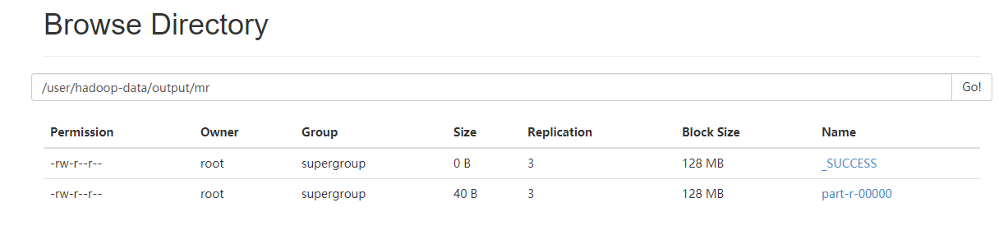 Browse Directory
/user/hadoop-data/output/mr Go!
Permission Owner Group Size Replication Block Size Name
-rw-r--r-- root supergroup 0 B 3 128 MB _SUCCESS
-rw-r--r-- root supergroup 40 B 3 128 MB part-r-00000